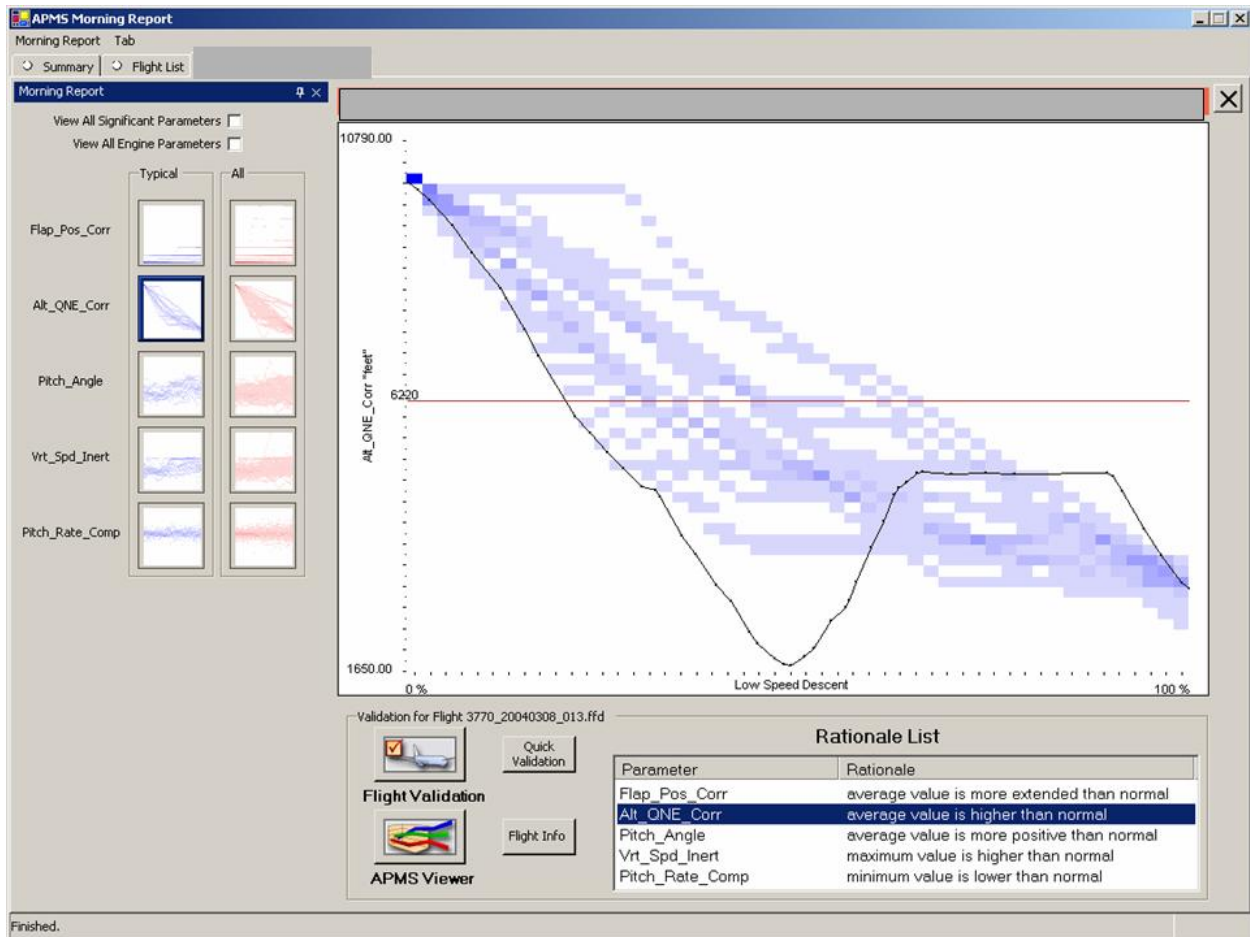 APMS Morning Report
Morning Report Tab
Summary Flight List
Morning Report
View All Significant Parameters
View All Engine Parameters
Typical All
Flap_Pos_Corr
Alt_QNE_Corr
Pitch_Angle
Vrt_Spd_Inert
Pitch_Rate_Comp
10790.00
6220
Alt_QNE_Corr "feet"
1650.00
0 % Low Speed Descent 100 %
Validation for Flight 3770_20040308_013.ffd
Flight Validation
Quick
Validation
APMS Viewer
Flight Info
Rationale List
Parameter Rationale
Flap_Pos_Corr average value is more extended than normal
Alt_QNE_Corr average value is higher than normal
Pitch_Angle average value is more positive than normal
Vrt_Spd_Inert maximum value is higher than normal
Pitch_Rate_Comp minimum value is lower than normal
Finished.